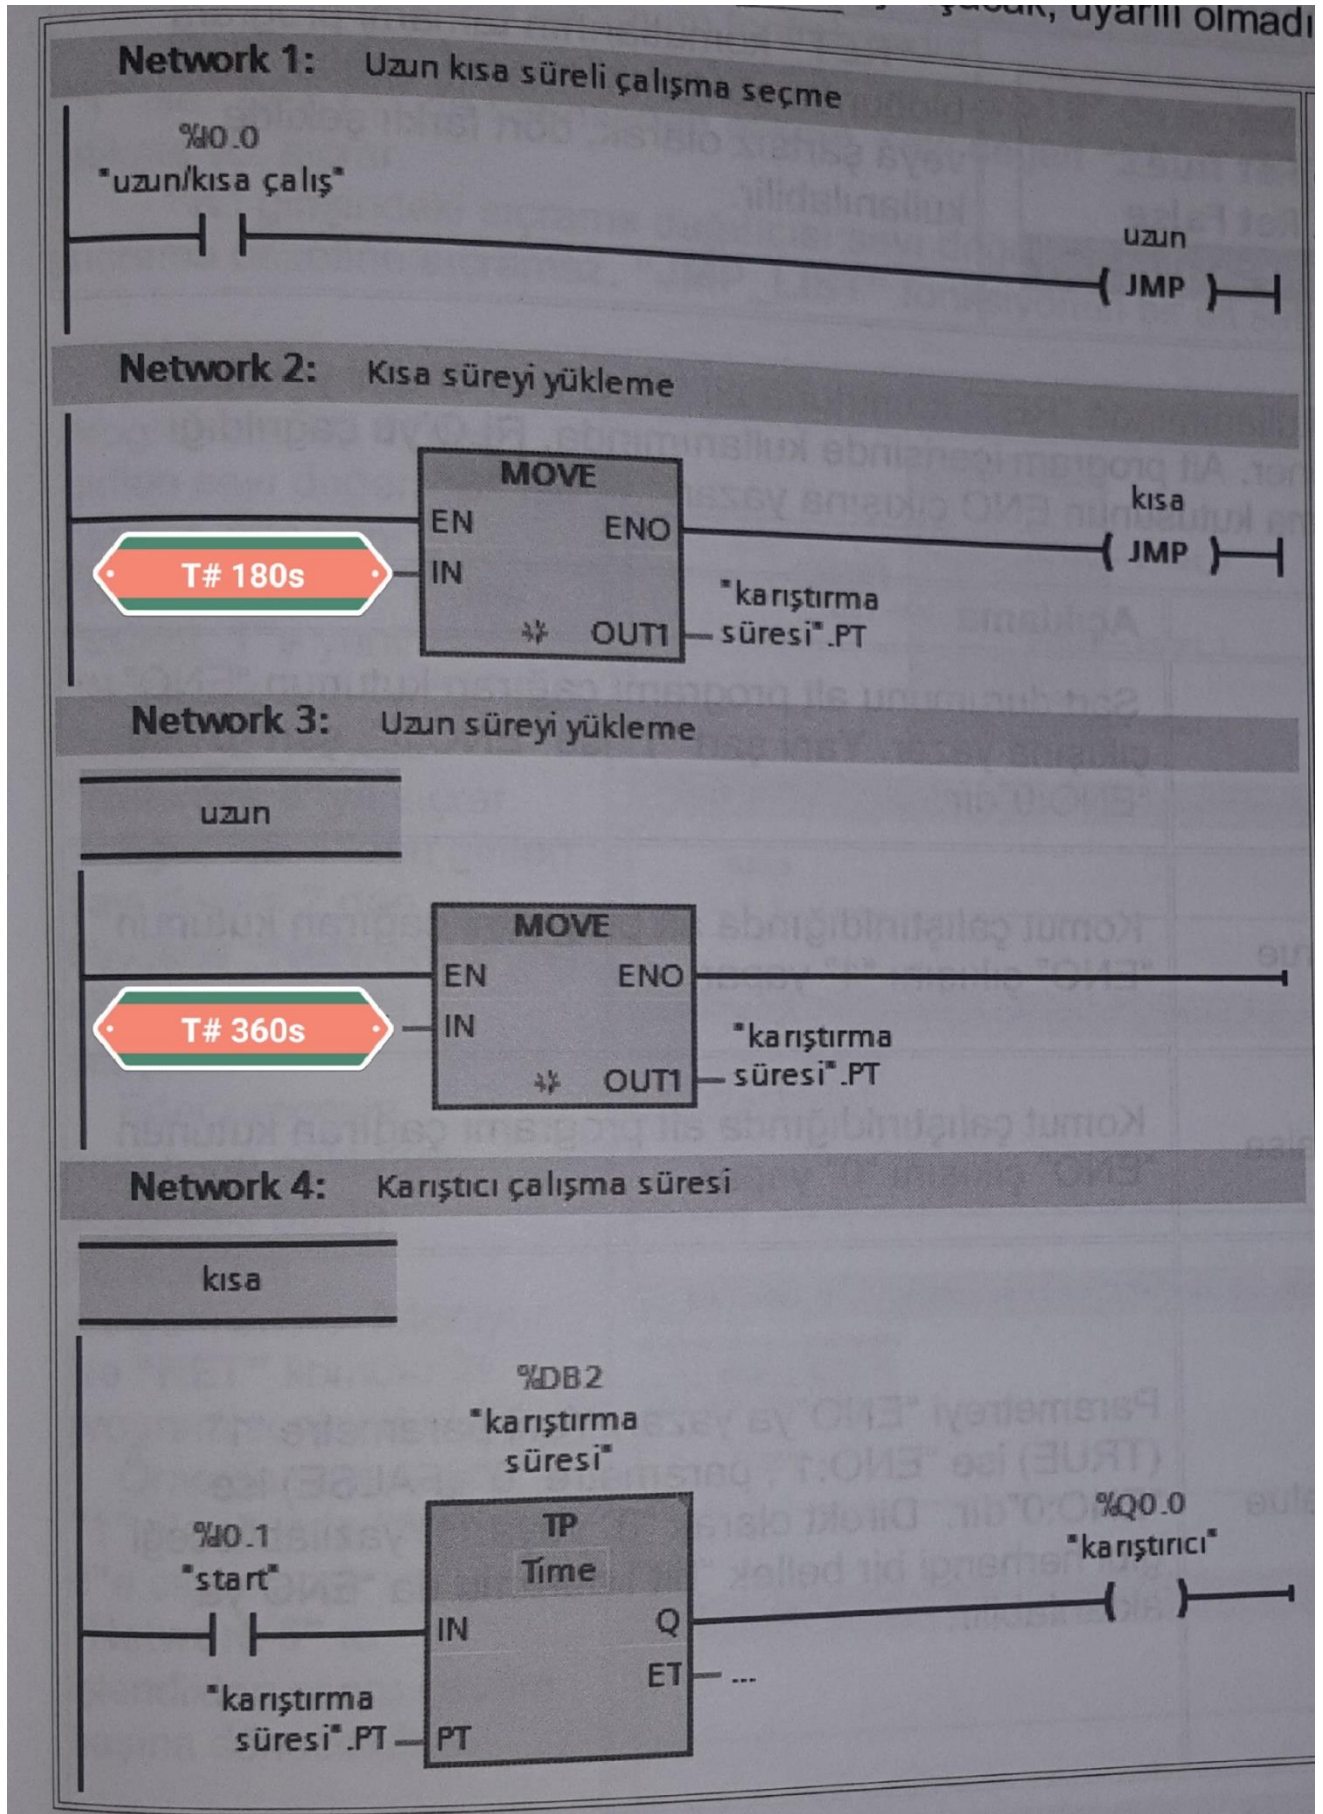 uyarılı olmadı
Network 1: Uzun kısa süreli çalışma seçme
%I0.0
"uzun/kısa çalış"
uzun
JMP
Network 2: Kısa süreyi yükleme
MOVE
EN ENO
kısa
JMP
T# 180s
IN
"karıştırma
OUT1
süresi".PT
Network 3: Uzun süreyi yükleme
uzun
MOVE
EN ENO
T# 360s
IN
"karıştırma
OUT1
süresi".PT
Network 4: Karıştıcı çalışma süresi
kısa
%DB2
"karıştırma
süresi"
%I0.1
"start"
TP
Time
%Q0.0
"karıştırıcı"
IN Q
ET ...
"karıştırma
süresi".PT
PT